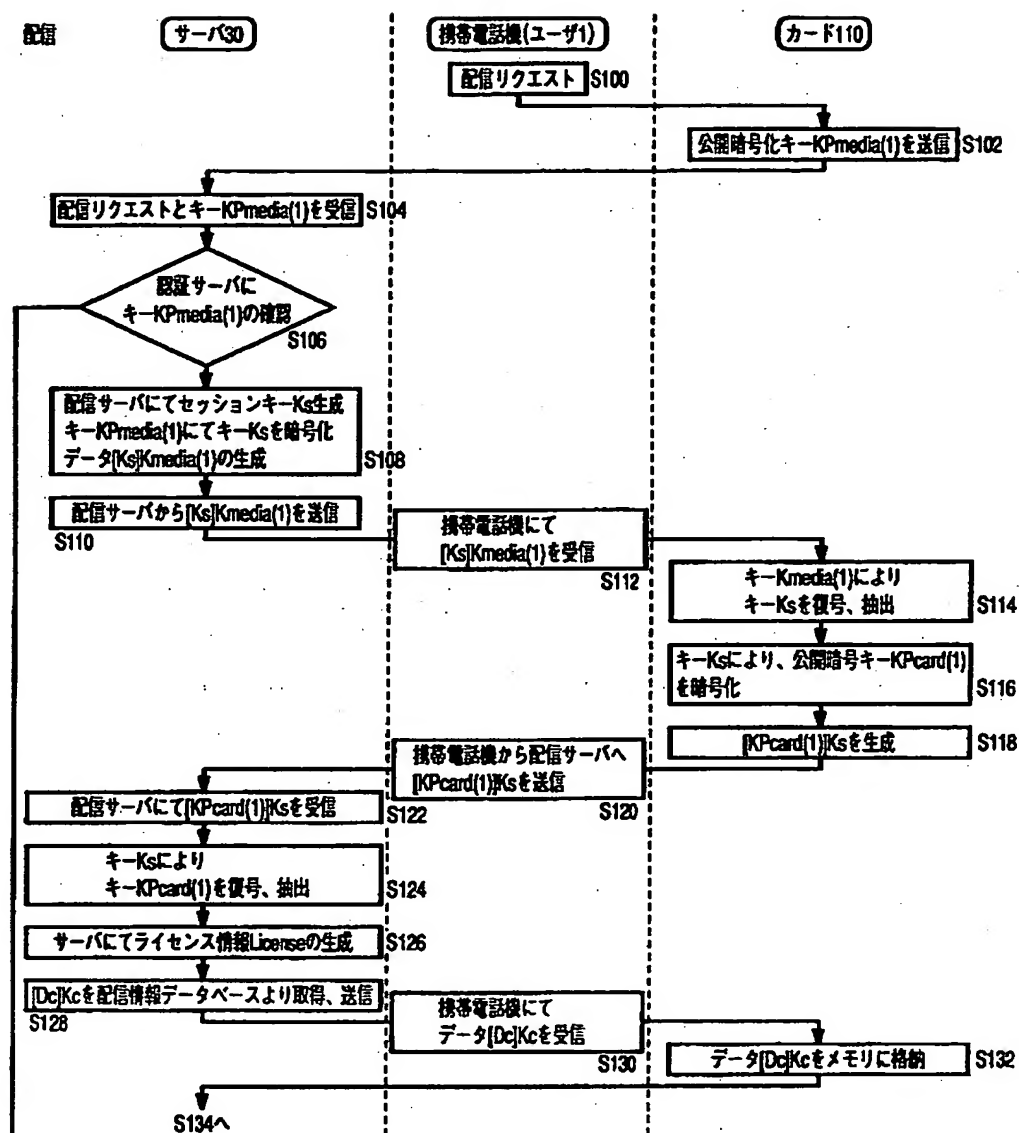 配信
サーバ30
携帯電話機(ユーザ1)
カード110
配信リクエスト
S100
公開暗号化キーKPmedia(1)を送信
S102
配信リクエストとキーKPmedia(1)を受信
S104
認証サーバに
キーKPmedia(1)の確認
S106
配信サーバにてセッションキーKs生成
キーKPmedia(1)にてキーKsを暗号化
データ[Ks]Kmedia(1)の生成
S108
配信サーバから[Ks]Kmedia(1)を送信
S110
携帯電話機にて
[Ks]Kmedia(1)を受信
S112
キーKmedia(1)により
キーKsを復号、抽出
S114
キーKsにより、公開暗号キーKPcard(1)
を暗号化
S116
[KPcard(1)]Ksを生成
S118
携帯電話機から配信サーバへ
[KPcard(1)]Ksを送信
S120
配信サーバにて[KPcard(1)]Ksを受信
S122
キーKsにより
キーKPcard(1)を復号、抽出
S124
サーバにてライセンス情報Licenseの生成
S126
[Dc]Kcを配信情報データベースより取得、送信
S128
携帯電話機にて
データ[Dc]Kcを受信
S130
データ[Dc]Kcをメモリに格納
S132
S134へ